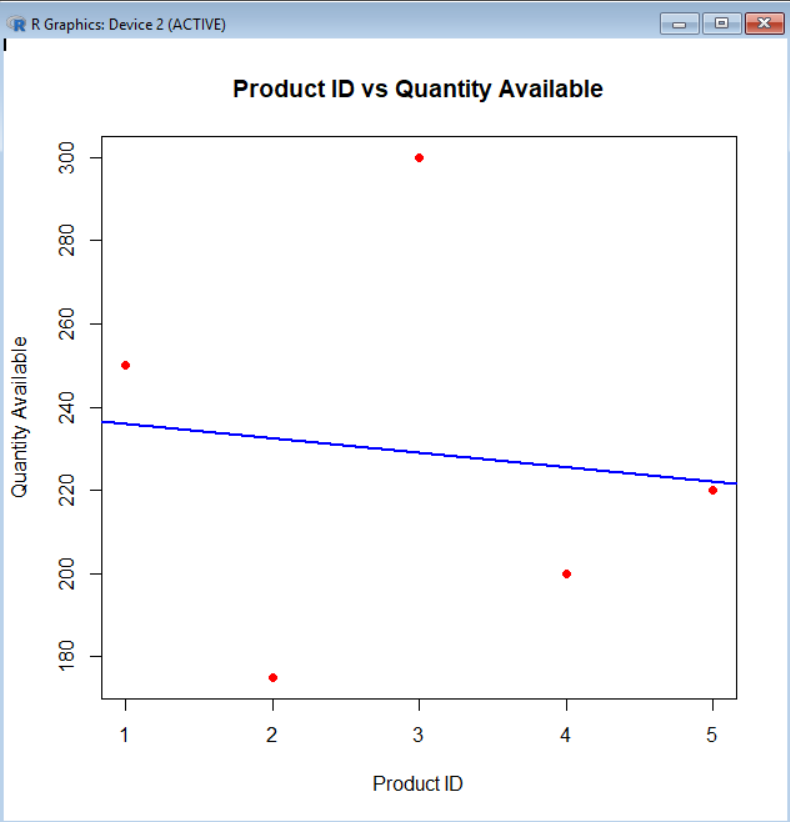 R Graphics: Device 2 (ACTIVE)
Product ID vs Quantity Available
Quantity Available
300
280
260
240
220
200
180
1 2 3 4 5
Product ID